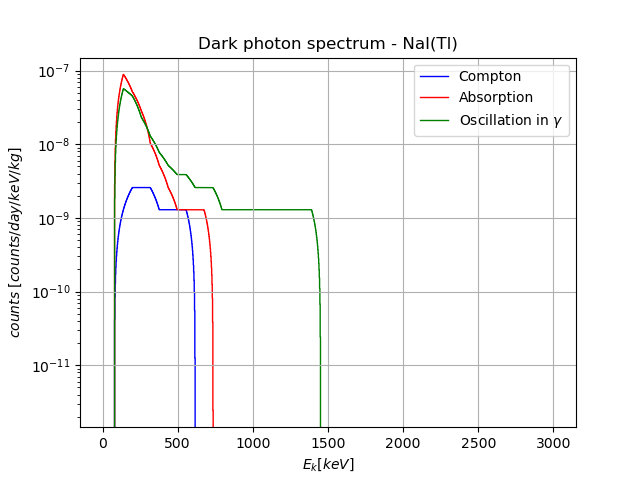 Dark photon spectrum - NaI(Tl)
Compton
Absorption
Oscillation in γ
10⁻⁷
10⁻⁸
10⁻⁹
10⁻¹⁰
10⁻¹¹
counts [counts/day/keV/kg]
0 500 1000 1500 2000 2500 3000
E_k[keV]